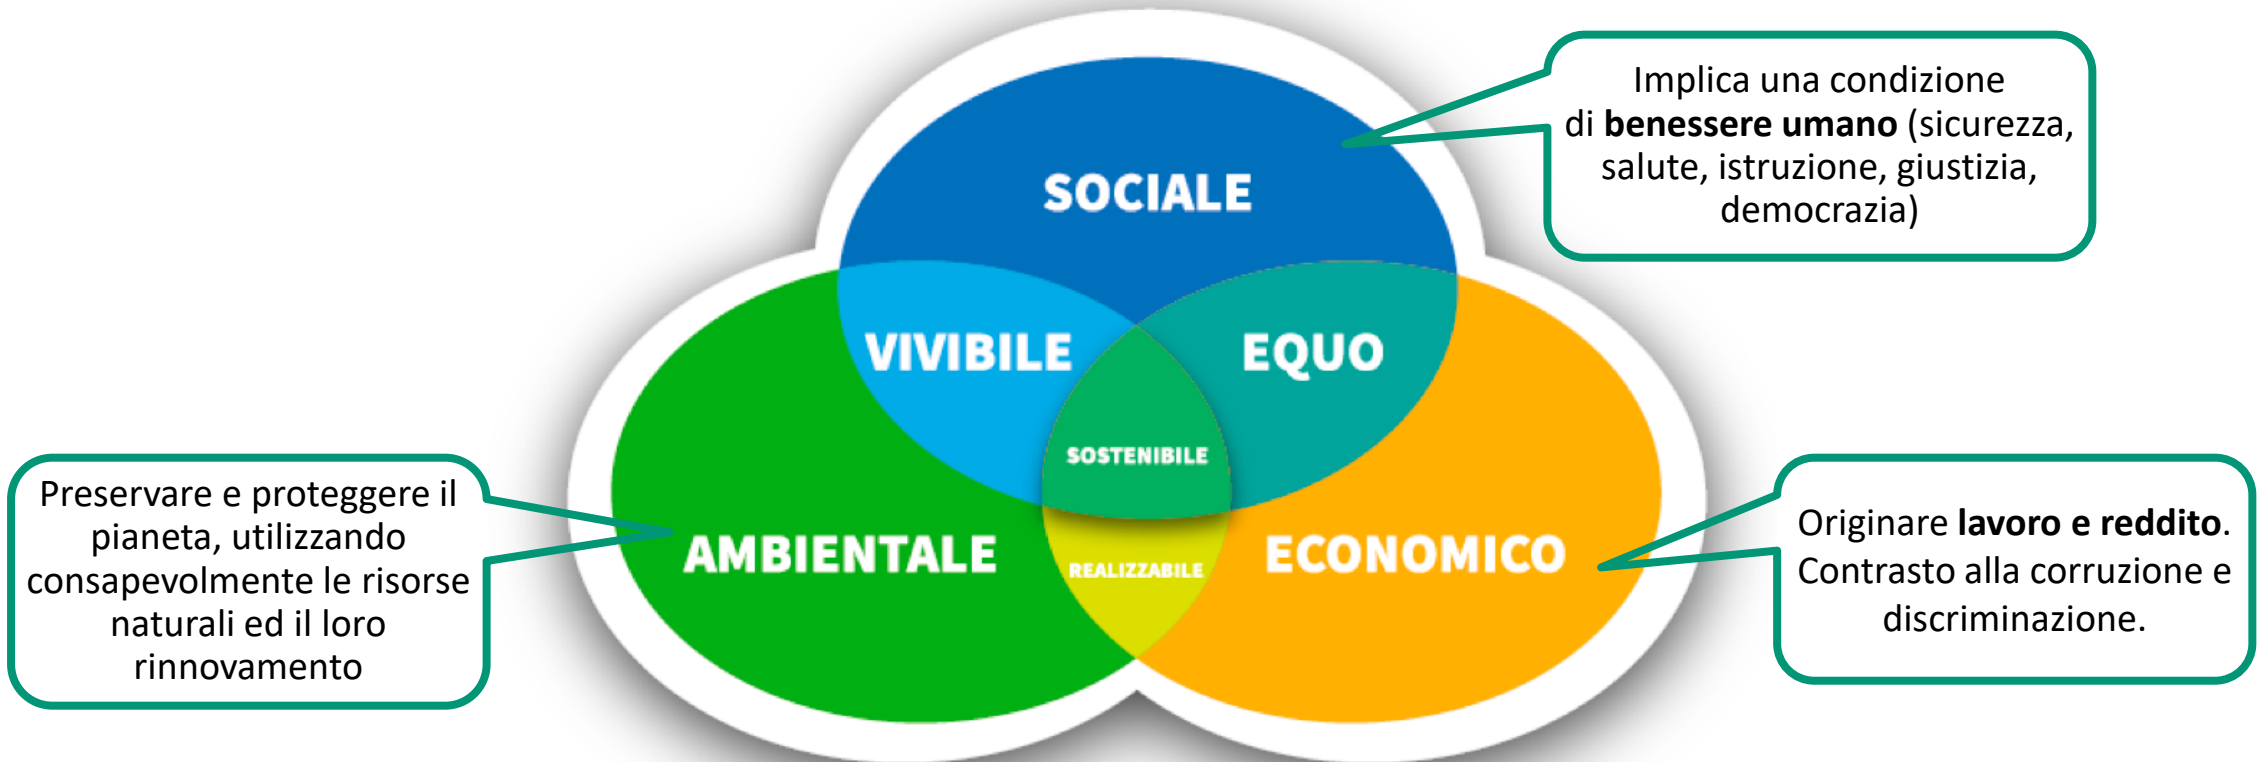 Implica una condizione
di benessere umano (sicurezza,
salute, istruzione, giustizia,
democrazia)
SOCIALE
VIVIBILE
EQUO
SOSTENIBILE
AMBIENTALE
REALIZZABILE
ECONOMICO
Preservare e proteggere il
pianeta, utilizzando
consapevolmente le risorse
naturali ed il loro
rinnovamento
Originare lavoro e reddito.
Contrasto alla corruzione e
discriminazione.